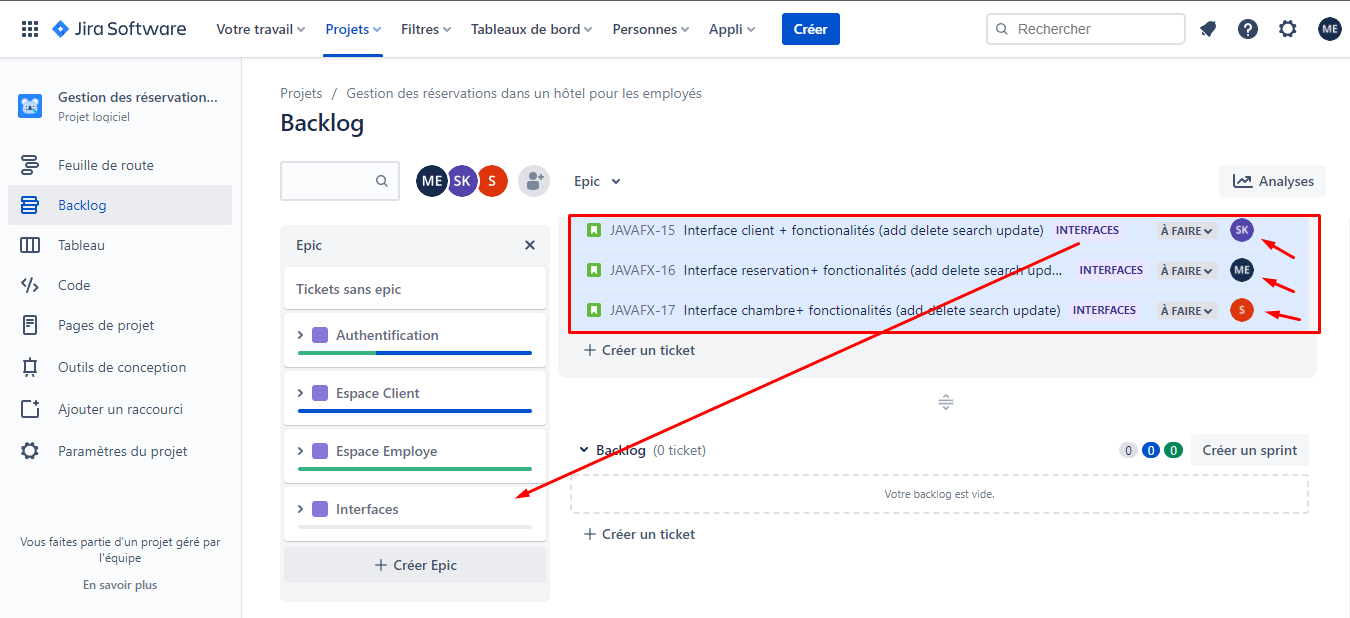 Jira Software Votre travail Projets Filtres Tableaux de bord Personnes Appli Créer Rechercher ME
Gestion des réservation...
Projet logiciel
Feuille de route
Backlog
Tableau
Code
Pages de projet
Outils de conception
Ajouter un raccourci
Paramètres du projet
Vous faites partie d'un projet géré par
l'équipe
En savoir plus
Projets / Gestion des réservations dans un hôtel pour les employés
Backlog
ME SK S Epic Analyses
Epic
Tickets sans epic
Authentification
Espace Client
Espace Employe
Interfaces
+ Créer Epic
JAVAFX-15 Interface client + fonctionalités (add delete search update) INTERFACES À FAIRE SK
JAVAFX-16 Interface reservation+ fonctionalités (add delete search upd... INTERFACES À FAIRE ME
JAVAFX-17 Interface chambre+ fonctionalités (add delete search update) INTERFACES À FAIRE S
+ Créer un ticket
Backlog (0 ticket) 0 0 0 Créer un sprint
Votre backlog est vide.
+ Créer un ticket